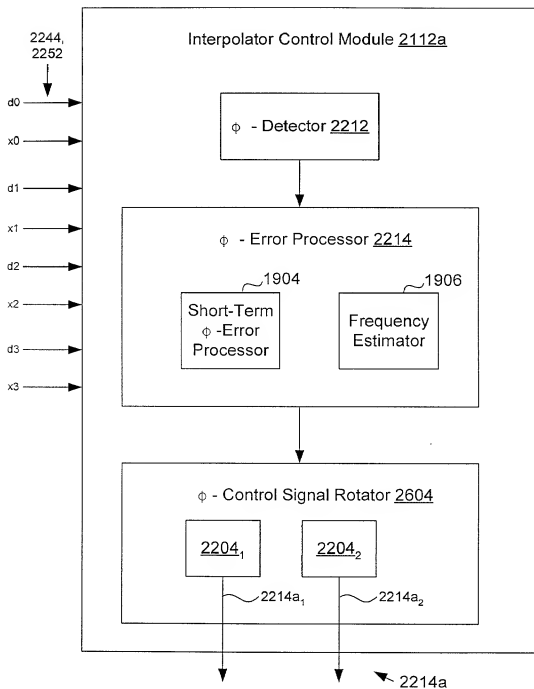 2244,
2252
Interpolator Control Module 2112a
d0
x0
d1
x1
d2
x2
d3
x3
ϕ - Detector 2212
ϕ - Error Processor 2214
1904
1906
Short-Term
ϕ -Error
Processor
Frequency
Estimator
ϕ - Control Signal Rotator 2604
2204₁
2204₂
2214a₁
2214a₂
2214a